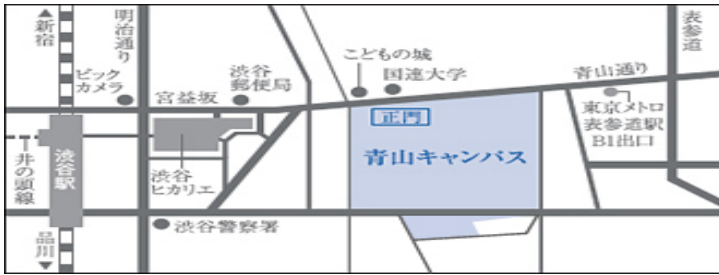 ▲新宿
明治通り
ビック
カメラ
宮益坂
渋谷
郵便局
こどもの城
国連大学
青山通り
表参道
正門
東京メトロ
表参道駅
B1出口
青山キャンパス
井の頭線
渋谷駅
渋谷
ヒカリエ
渋谷警察署
品川▼